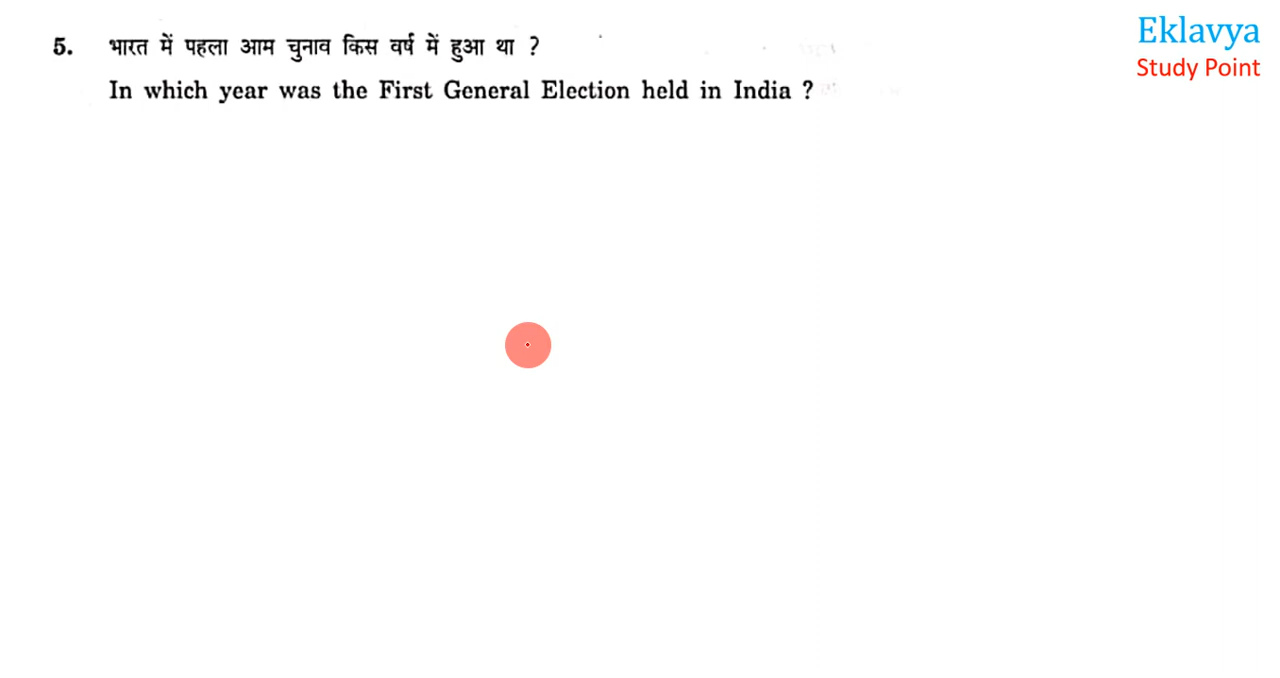 5. भारत में पहला आम चुनाव किस वर्ष में हुआ था ?
In which year was the First General Election held in India ?
Eklavya
Study Point